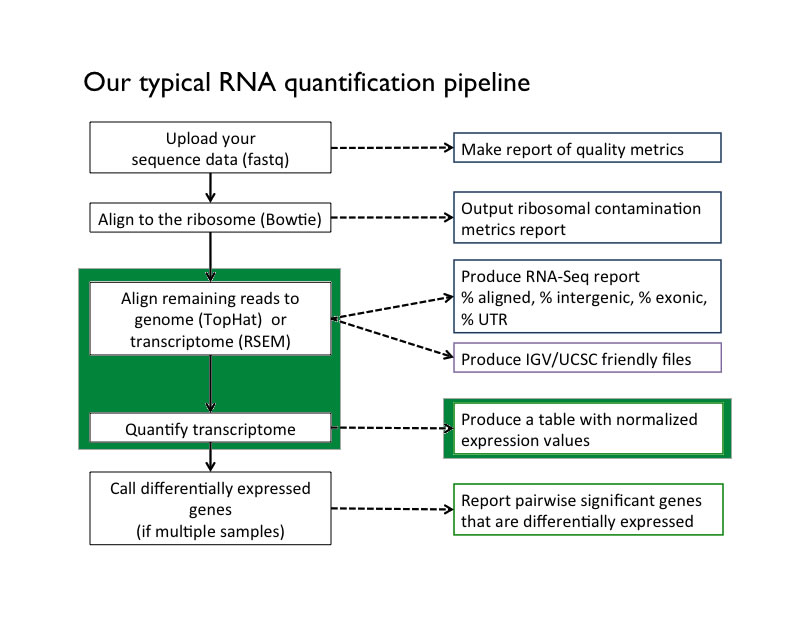 Our typical RNA quantification pipeline
Upload your
sequence data (fastq)
Make report of quality metrics
Align to the ribosome (Bowtie)
Output ribosomal contamination
metrics report
Align remaining reads to
genome (TopHat)  or
transcriptome (RSEM)
Produce RNA-Seq report
% aligned, % intergenic, % exonic,
% UTR
Produce IGV/UCSC friendly files
Quantify transcriptome
Produce a table with normalized
expression values
Call differentially expressed
genes
(if multiple samples)
Report pairwise significant genes
that are differentially expressed